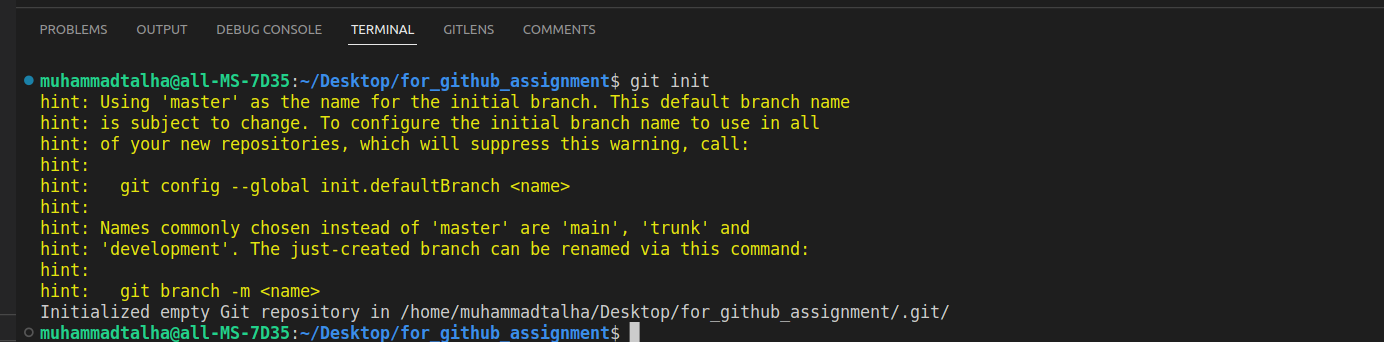 PROBLEMS OUTPUT DEBUG CONSOLE TERMINAL GITLENS COMMENTS
muhammadtalha@all-MS-7D35:~/Desktop/for_github_assignment$ git init
hint: Using 'master' as the name for the initial branch. This default branch name
hint: is subject to change. To configure the initial branch name to use in all
hint: of your new repositories, which will suppress this warning, call:
hint:
hint:   git config --global init.defaultBranch <name>
hint:
hint: Names commonly chosen instead of 'master' are 'main', 'trunk' and
hint: 'development'. The just-created branch can be renamed via this command:
hint:
hint:   git branch -m <name>
Initialized empty Git repository in /home/muhammadtalha/Desktop/for_github_assignment/.git/
muhammadtalha@all-MS-7D35:~/Desktop/for_github_assignment$